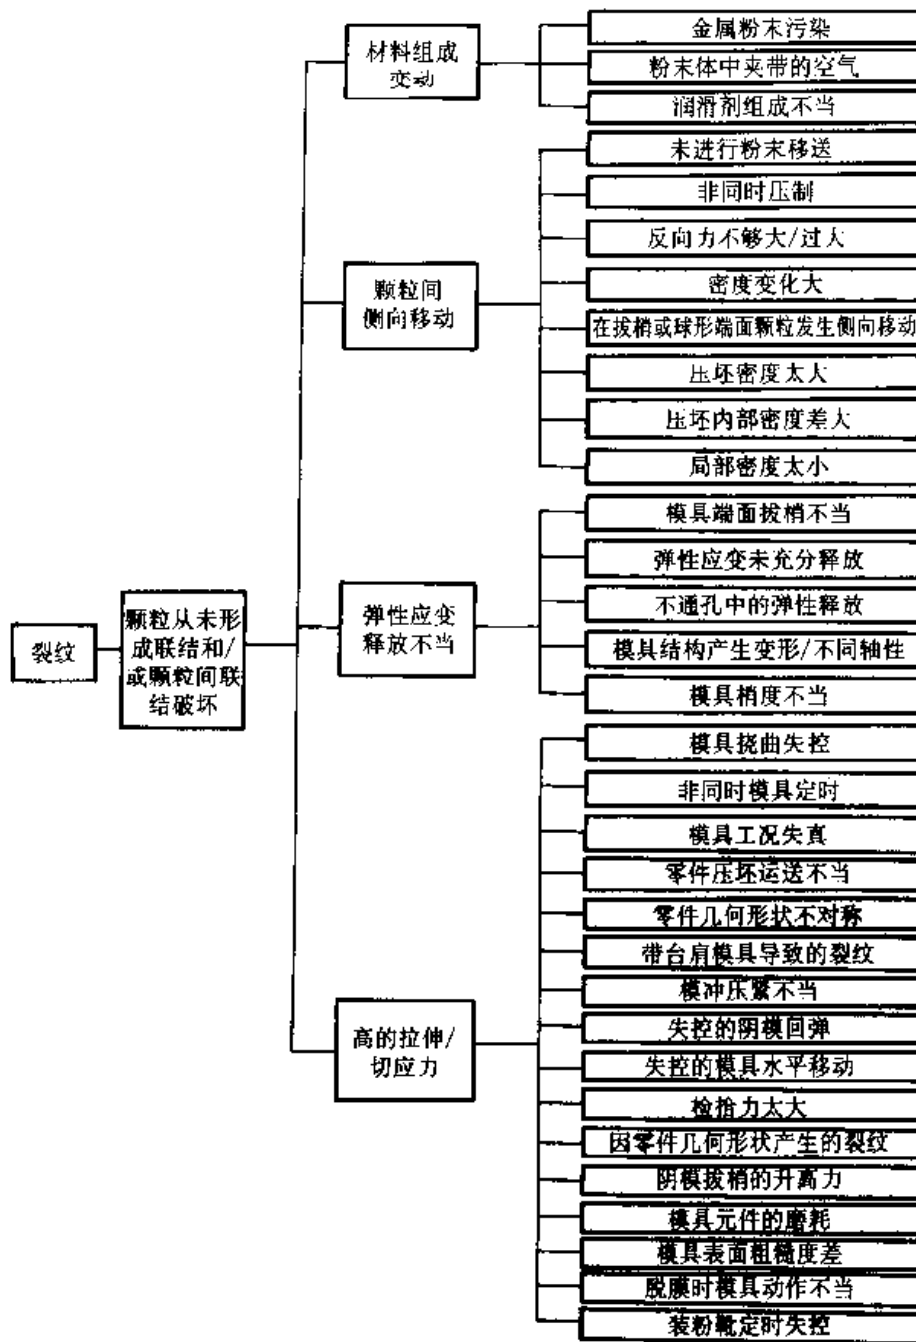 裂纹
颗粒从未形
成联结和/
或颗粒间联
结破坏
材料组成
变动
金属粉末污染
粉末体中夹带的空气
润滑剂组成不当
颗粒间
侧向移动
未进行粉末移送
非同时压制
反向力不够大/过大
密度变化大
在拔梢或球形端面颗粒发生侧向移动
压坯密度太大
压坯内部密度差大
局部密度太小
弹性应变
释放不当
模具端面拔梢不当
弹性应变未充分释放
不通孔中的弹性释放
模具结构产生变形/不同轴性
模具梢度不当
高的拉伸/
切应力
模具挠曲失控
非同时模具定时
模具工况失真
零件压坯运送不当
零件几何形状不对称
带台肩模具导致的裂纹
模冲压紧不当
失控的阴模回弹
失控的模具水平移动
检拾力太大
因零件几何形状产生的裂纹
阴模拔梢的升高力
模具元件的磨耗
模具表面粗糙度差
脱膜时模具动作不当
装粉靴定时失控